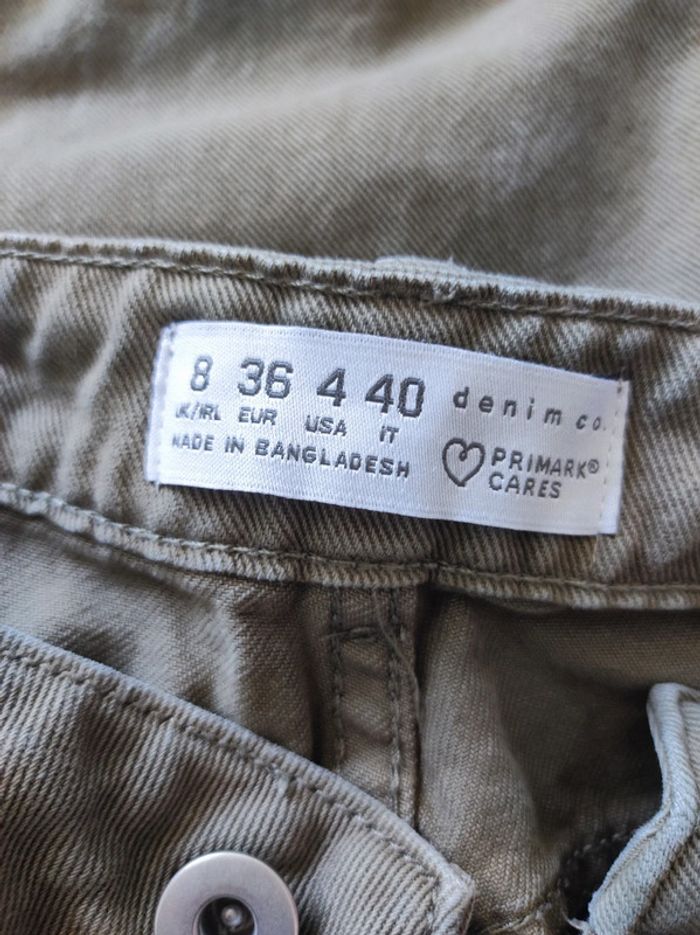 8 36 4 40 denim co.
UK/IRL EUR USA IT
MADE IN BANGLADESH
PRIMARK®
CARES